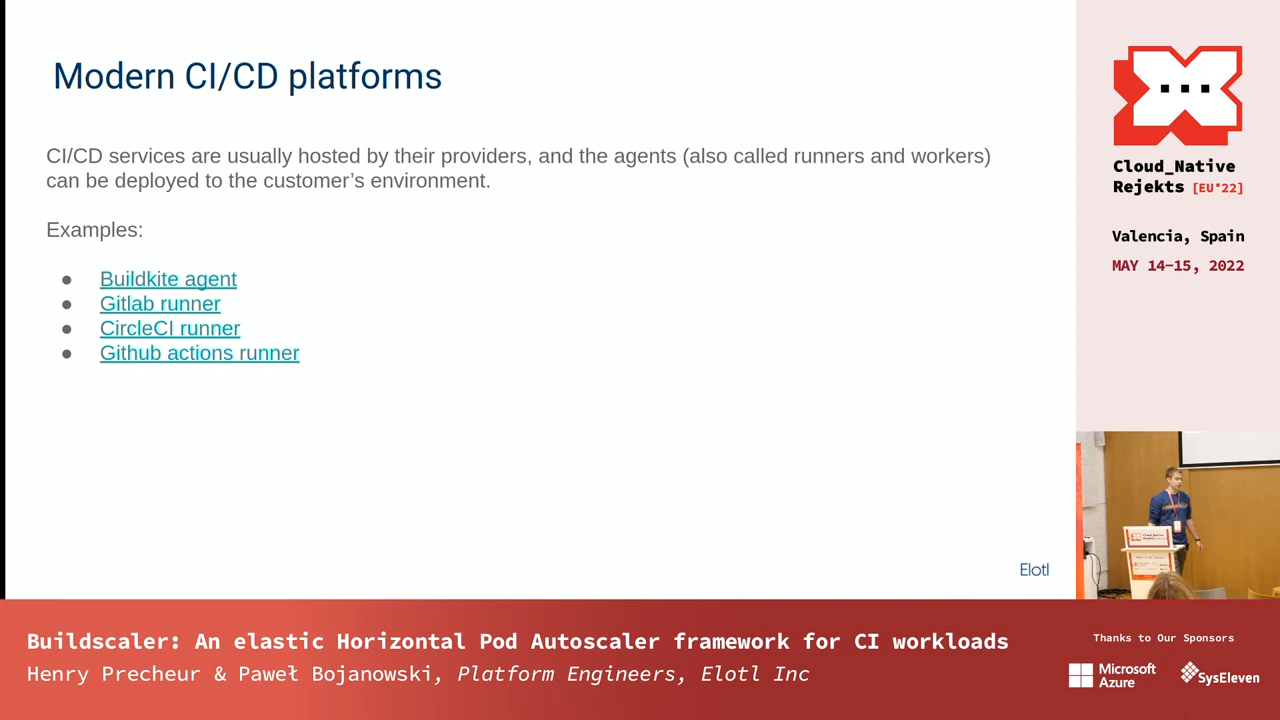 Modern CI/CD platforms
CI/CD services are usually hosted by their providers, and the agents (also called runners and workers)
can be deployed to the customer’s environment.
Examples:
● Buildkite agent
● Gitlab runner
● CircleCI runner
● Github actions runner
Elotl
Cloud_Native
Rejekts [EU*22]
Valencia, Spain
MAY 14-15, 2022
Cloud_Native
Rejekts
Buildscaler: An elastic Horizontal Pod Autoscaler framework for CI workloads
Henry Precheur & Paweł Bojanowski, Platform Engineers, Elotl Inc
Thanks to Our Sponsors
Microsoft
Azure
SysEleven